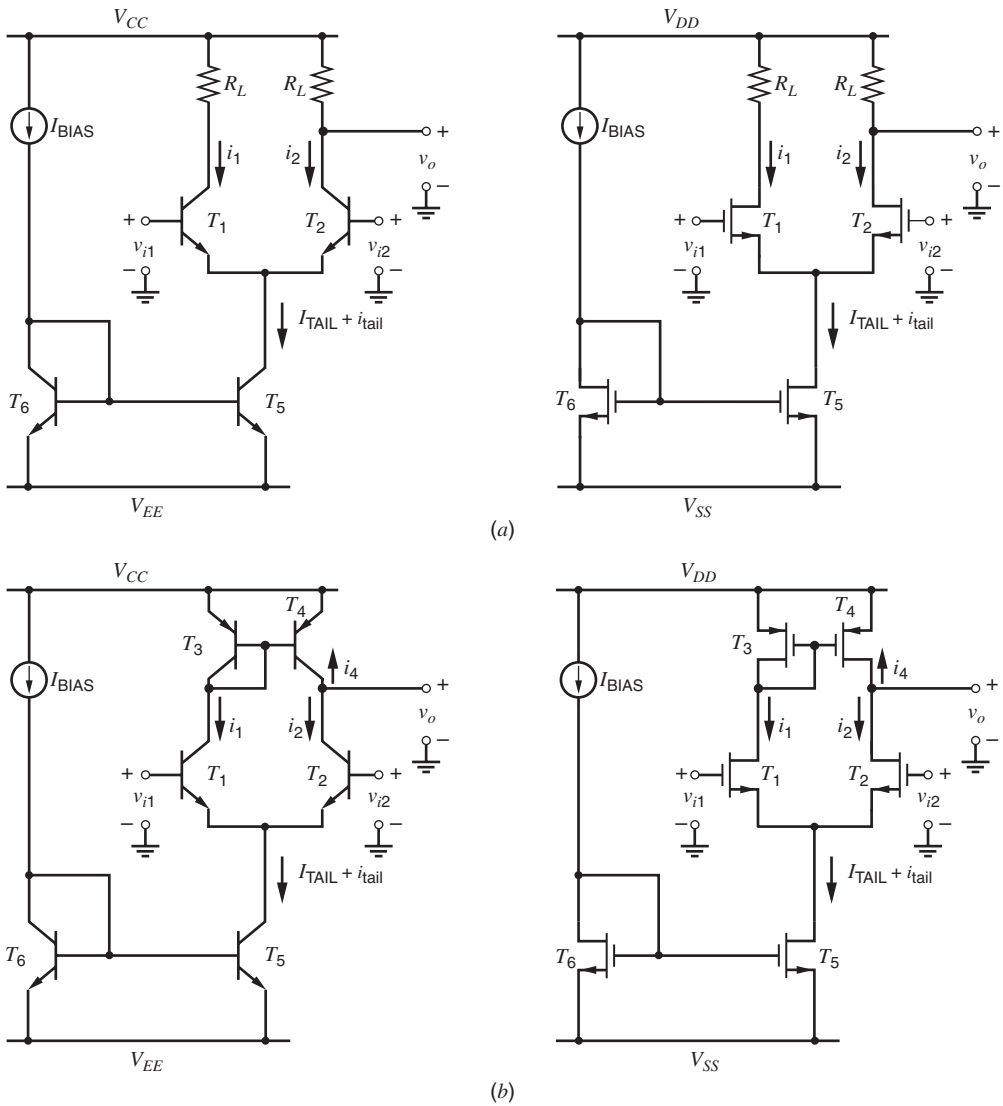 V_CC
R_L
R_L
I_BIAS
i_1
i_2
+
v_o
−
+
T_1
T_2
+
v_i1
v_i2
−
−
I_TAIL + i_tail
T_6
T_5
V_EE
V_DD
R_L
R_L
I_BIAS
i_1
i_2
+
v_o
−
+
T_1
T_2
+
v_i1
v_i2
−
−
I_TAIL + i_tail
T_6
T_5
V_SS
(a)
V_CC
T_4
T_3
I_BIAS
i_4
+
i_1
i_2
v_o
−
+
T_1
T_2
+
v_i1
v_i2
−
−
I_TAIL + i_tail
T_6
T_5
V_EE
V_DD
T_4
T_3
I_BIAS
i_4
+
i_1
i_2
v_o
−
+
T_1
T_2
+
v_i1
v_i2
−
−
I_TAIL + i_tail
T_6
T_5
V_SS
(b)